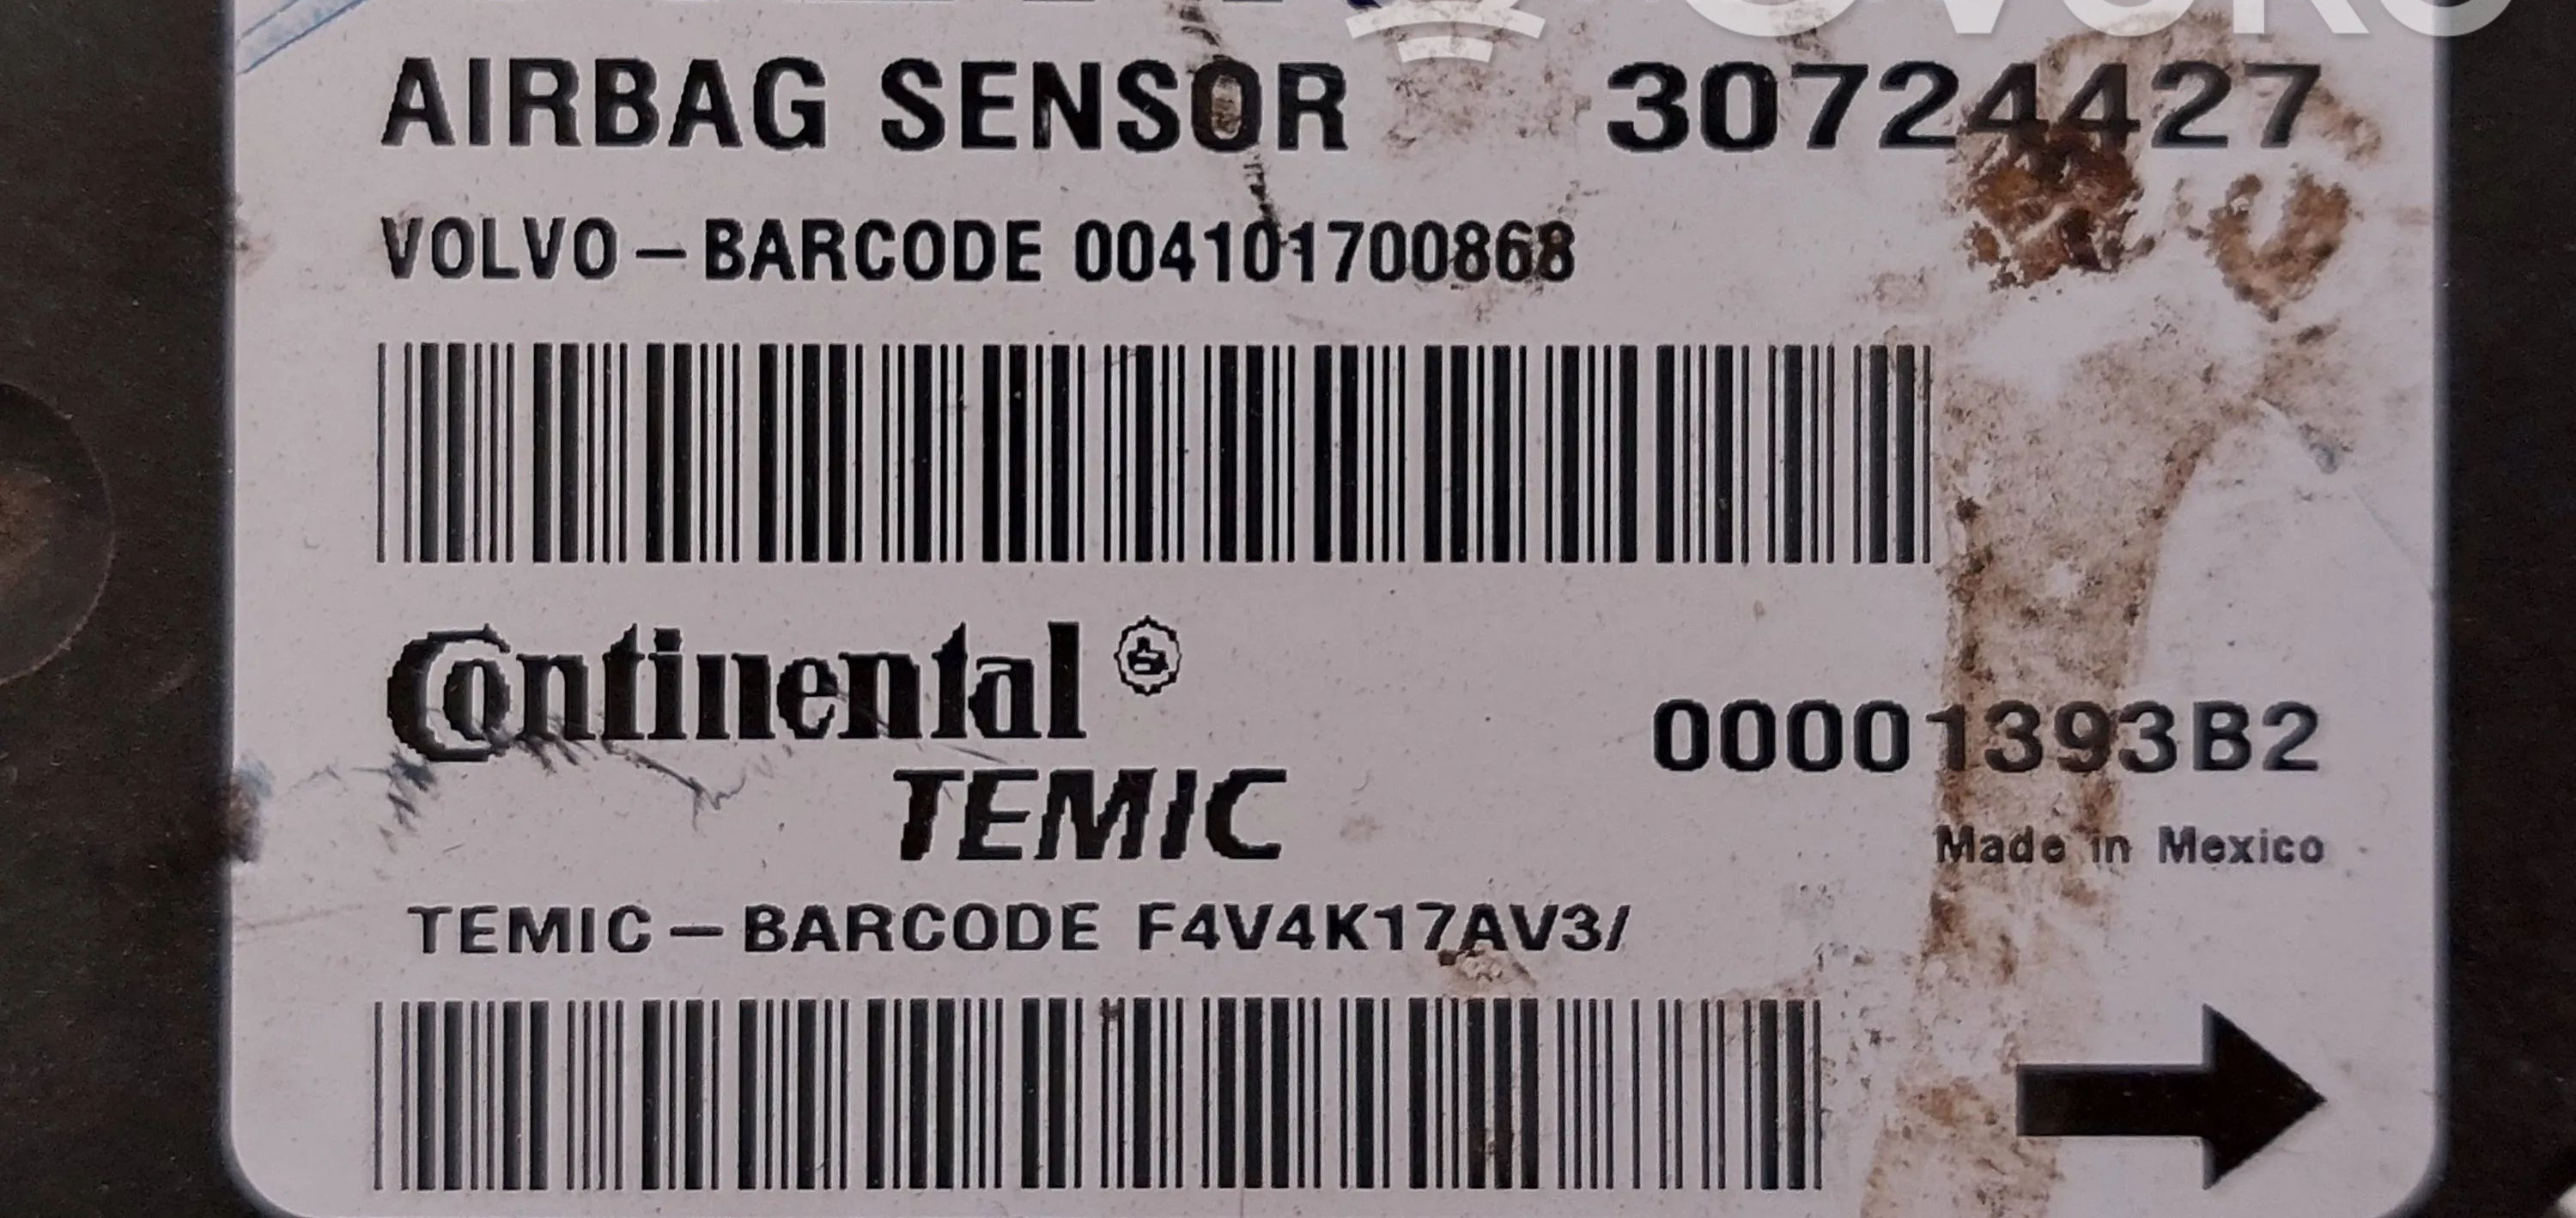 AIRBAG SENSOR 30724427
VOLVO – BARCODE 004101700868
Continental
00001393B2
TEMIC
Made in Mexico
TEMIC – BARCODE F4V4K17AV3/